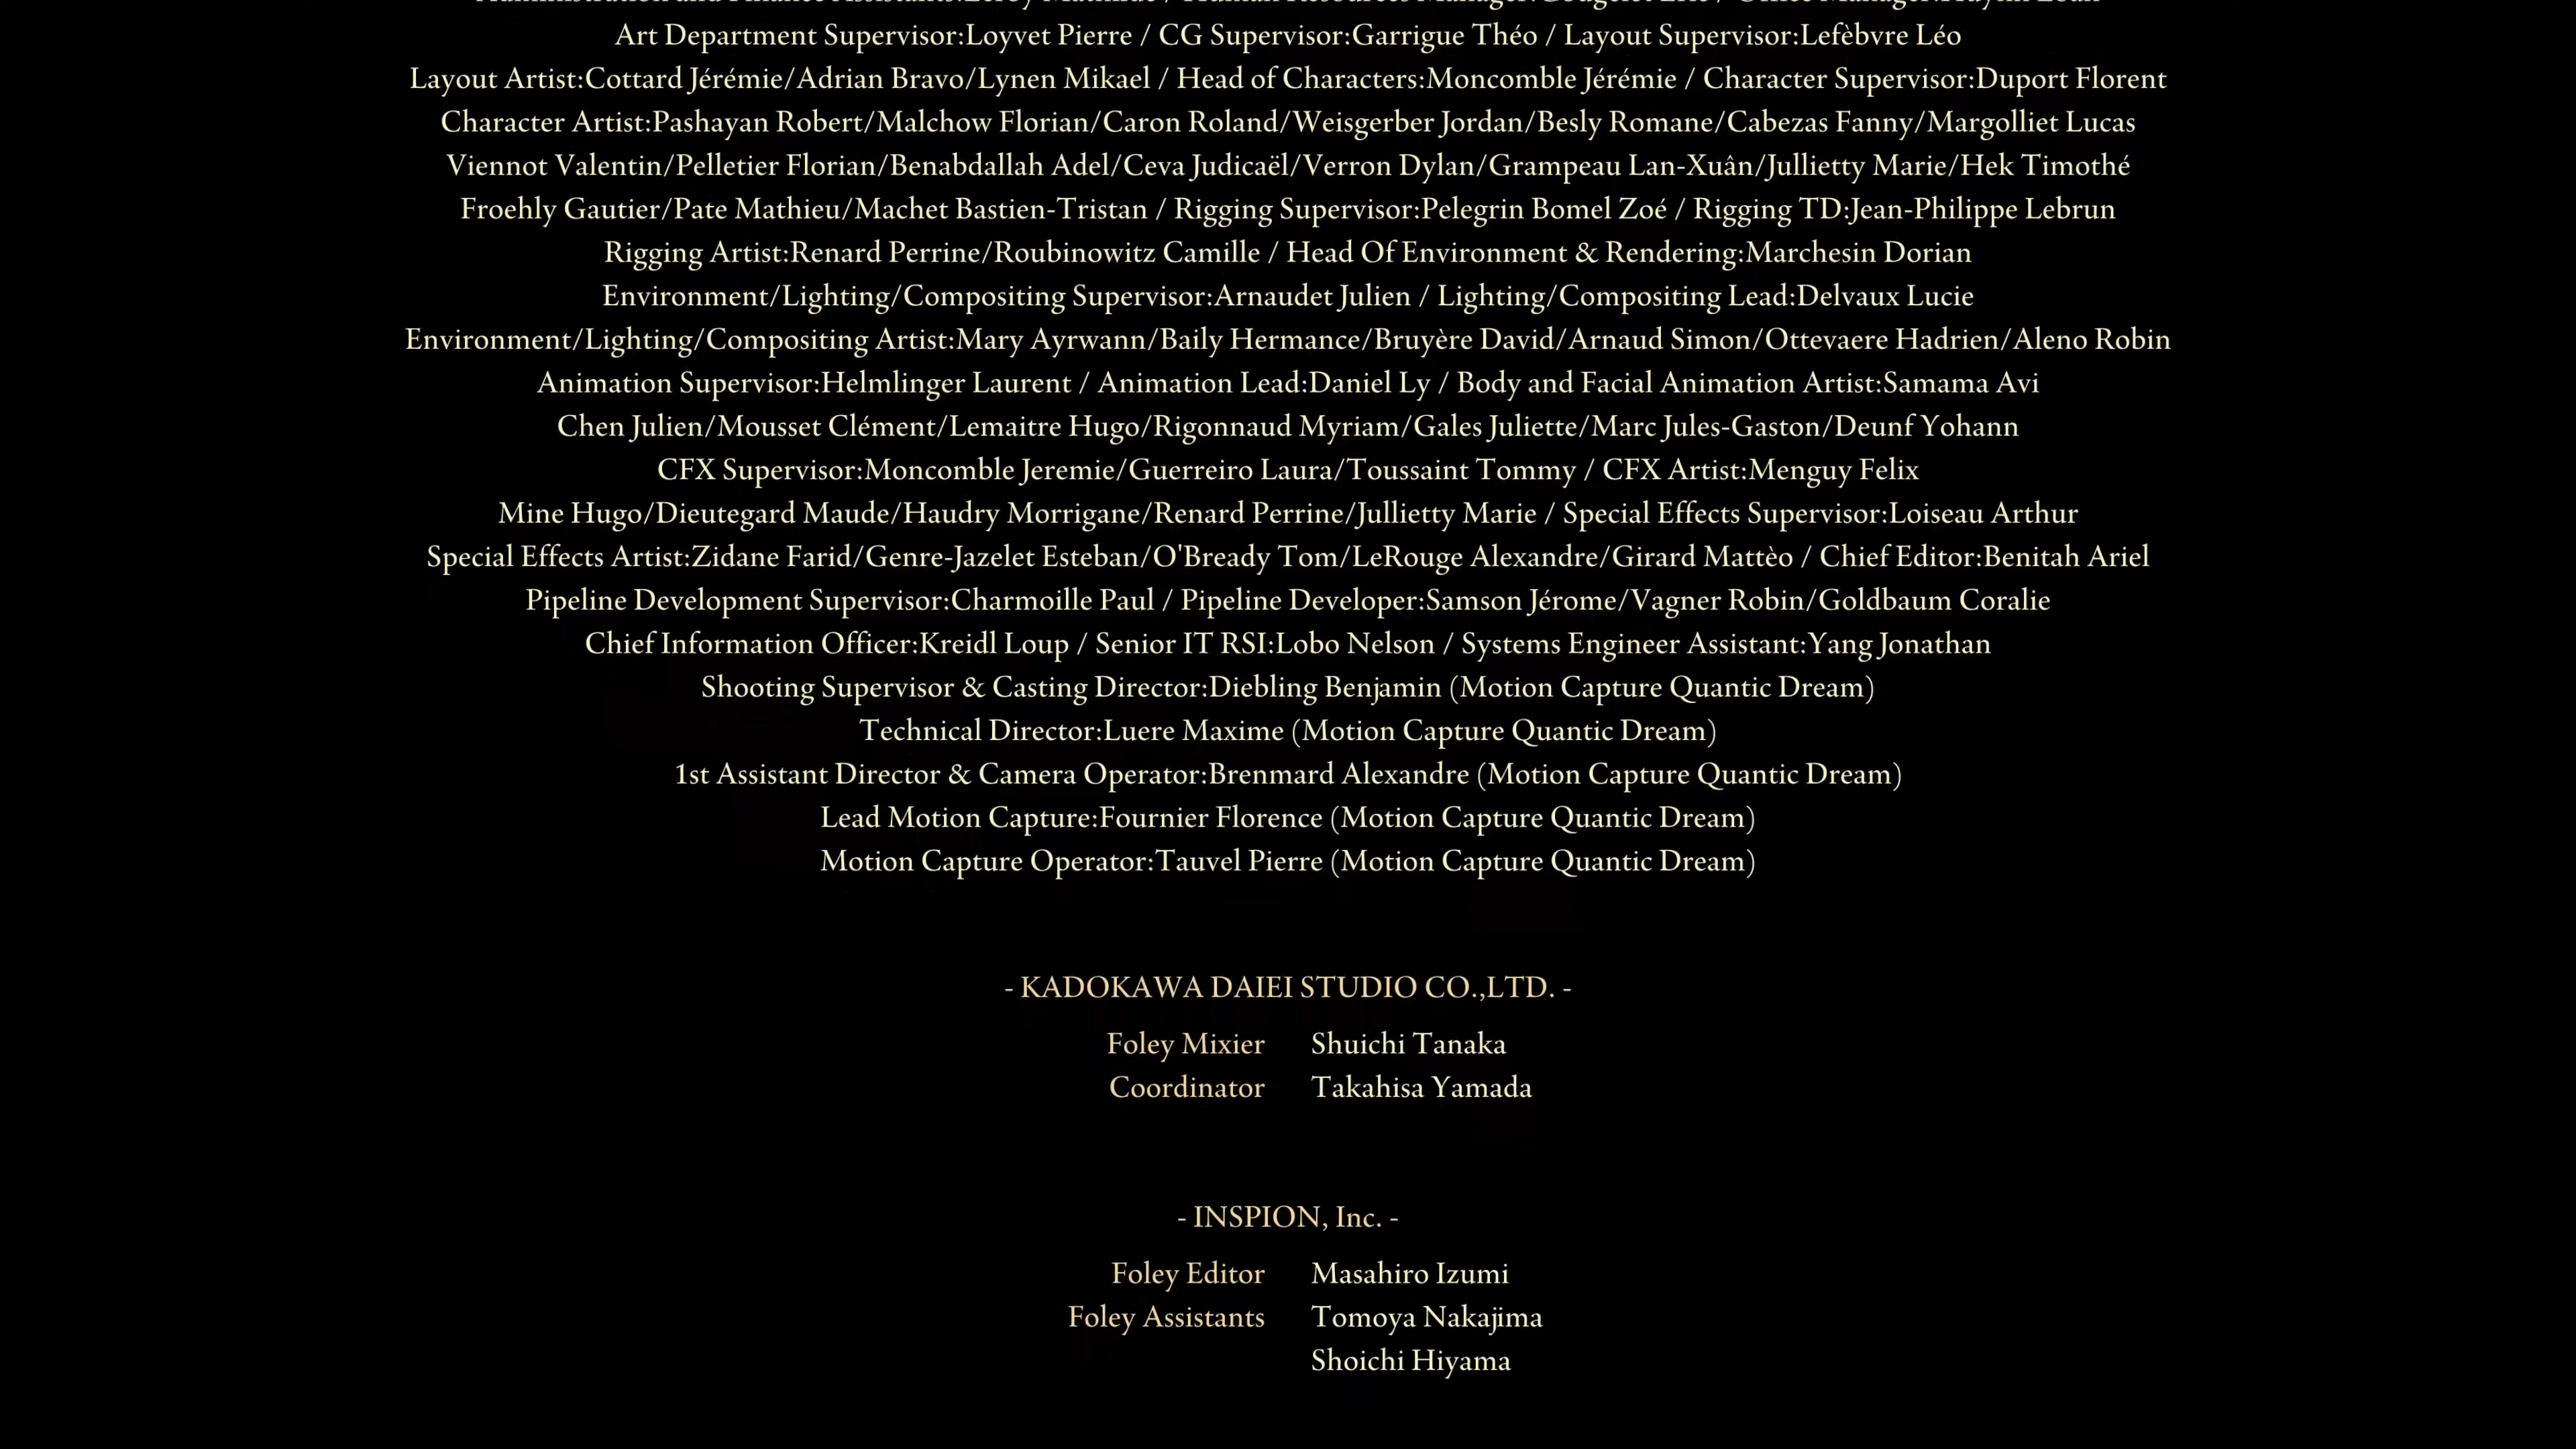 Art Department Supervisor:Loyvet Pierre / CG Supervisor:Garrigue Théo / Layout Supervisor:Lefèbvre Léo
Layout Artist:Cottard Jérémie/Adrian Bravo/Lynen Mikael / Head of Characters:Moncomble Jérémie / Character Supervisor:Duport Florent
Character Artist:Pashayan Robert/Malchow Florian/Caron Roland/Weisgerber Jordan/Besly Romane/Cabezas Fanny/Margolliet Lucas
Viennot Valentin/Pelletier Florian/Benabdallah Adel/Ceva Judicaël/Verron Dylan/Grampeau Lan-Xuân/Jullietty Marie/Hek Timothé
Froehly Gautier/Pate Mathieu/Machet Bastien-Tristan / Rigging Supervisor:Pelegrin Bomel Zoé / Rigging TD:Jean-Philippe Lebrun
Rigging Artist:Renard Perrine/Roubinowitz Camille / Head Of Environment & Rendering:Marchesin Dorian
Environment/Lighting/Compositing Supervisor:Arnaudet Julien / Lighting/Compositing Lead:Delvaux Lucie
Environment/Lighting/Compositing Artist:Mary Ayrwann/Baily Hermance/Bruyère David/Arnaud Simon/Ottevaere Hadrien/Aleno Robin
Animation Supervisor:Helmlinger Laurent / Animation Lead:Daniel Ly / Body and Facial Animation Artist:Samama Avi
Chen Julien/Mousset Clément/Lemaitre Hugo/Rigonnaud Myriam/Gales Juliette/Marc Jules-Gaston/Deunf Yohann
CFX Supervisor:Moncomble Jeremie/Guerreiro Laura/Toussaint Tommy / CFX Artist:Menguy Felix
Mine Hugo/Dieutegard Maude/Haudry Morrigane/Renard Perrine/Jullietty Marie / Special Effects Supervisor:Loiseau Arthur
Special Effects Artist:Zidane Farid/Genre-Jazelet Esteban/O'Bready Tom/LeRouge Alexandre/Girard Mattèo / Chief Editor:Benitah Ariel
Pipeline Development Supervisor:Charmoille Paul / Pipeline Developer:Samson Jérome/Vagner Robin/Goldbaum Coralie
Chief Information Officer:Kreidl Loup / Senior IT RSI:Lobo Nelson / Systems Engineer Assistant:Yang Jonathan
Shooting Supervisor & Casting Director:Diebling Benjamin (Motion Capture Quantic Dream)
Technical Director:Luere Maxime (Motion Capture Quantic Dream)
1st Assistant Director & Camera Operator:Brenmard Alexandre (Motion Capture Quantic Dream)
Lead Motion Capture:Fournier Florence (Motion Capture Quantic Dream)
Motion Capture Operator:Tauvel Pierre (Motion Capture Quantic Dream)
- KADOKAWA DAIEI STUDIO CO.,LTD. -
Foley Mixier Shuichi Tanaka
Coordinator Takahisa Yamada
- INSPION, Inc. -
Foley Editor Masahiro Izumi
Foley Assistants Tomoya Nakajima
Shoichi Hiyama